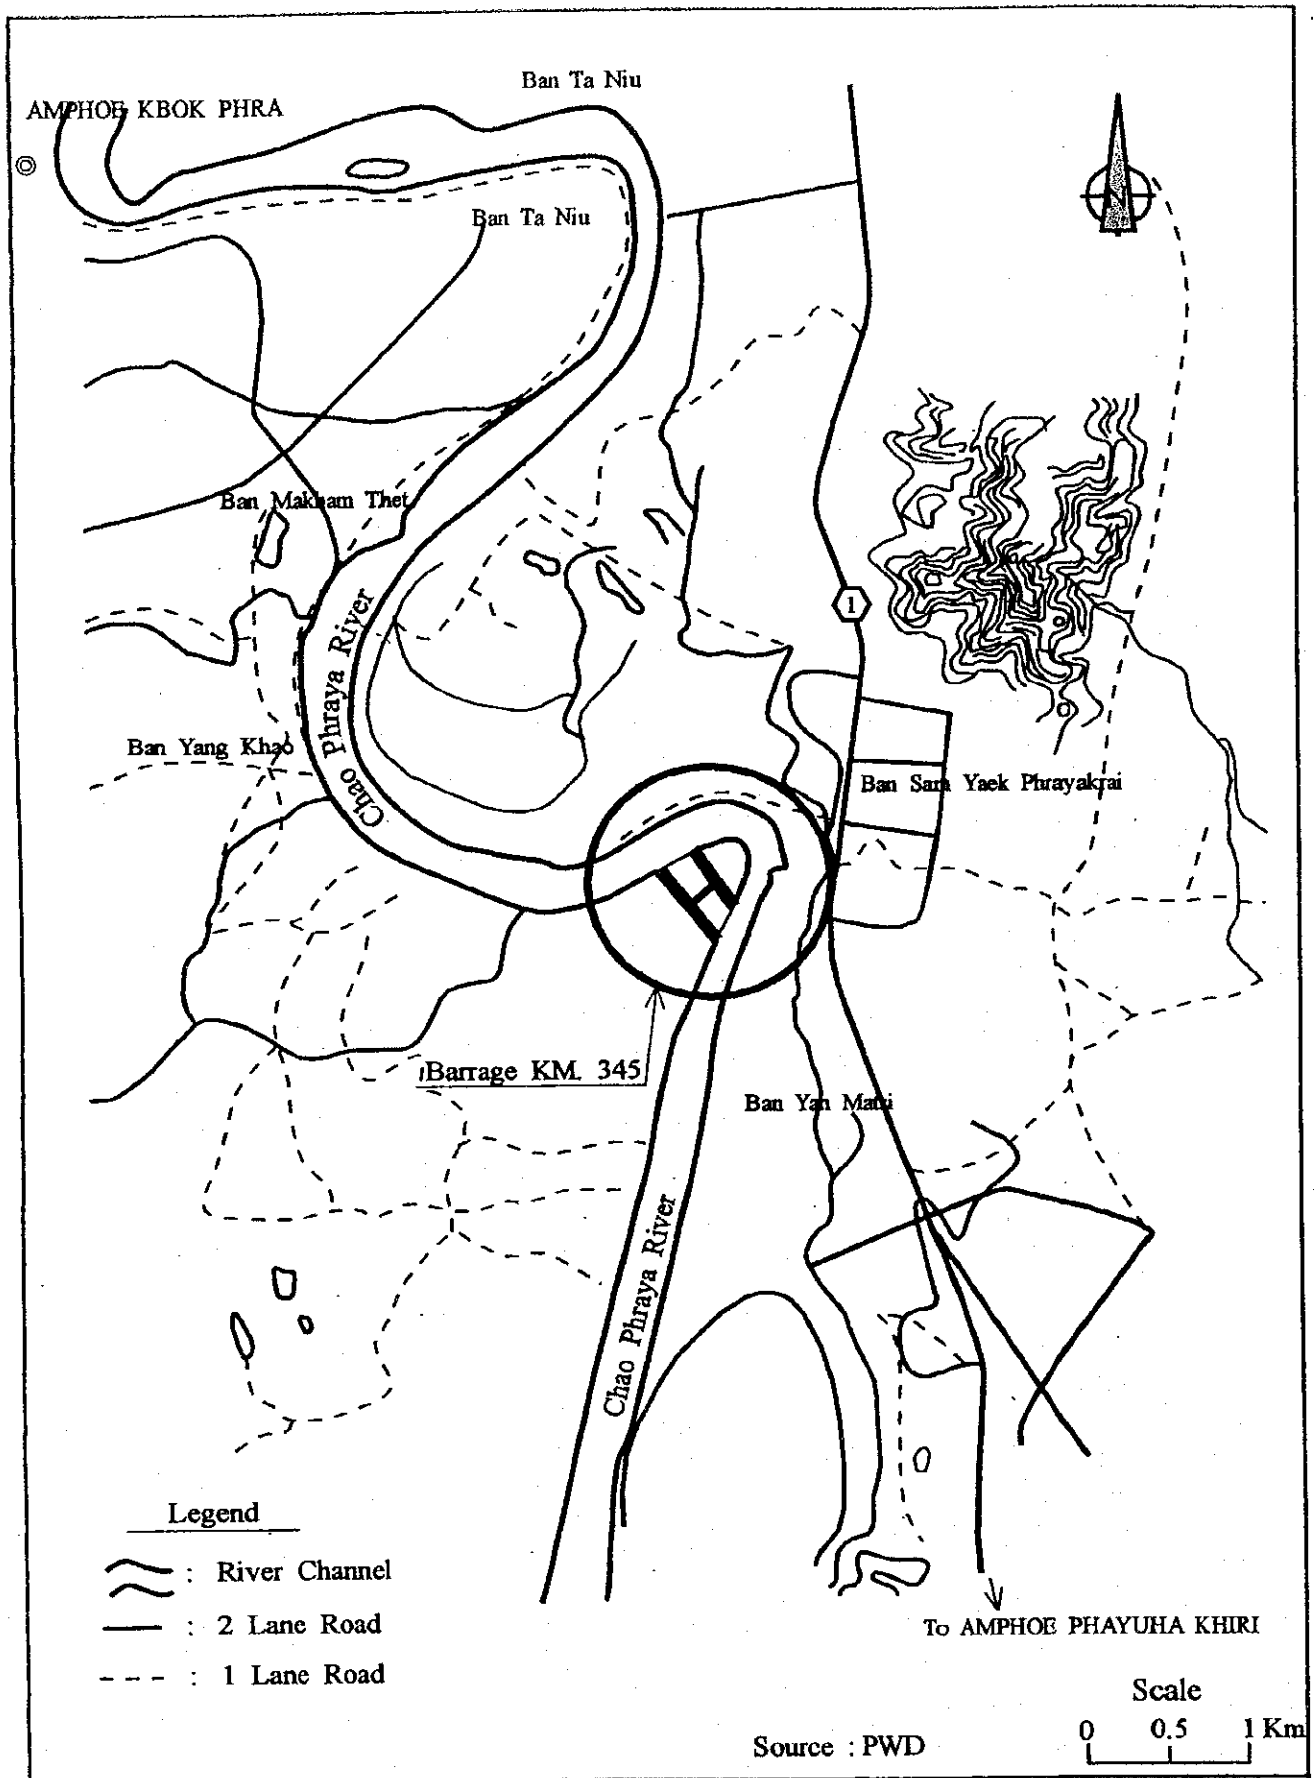 Ban Ta Niu
AMPHOE KBOK PHRA
Ban Ta Niu
N
Ban Makham Thet
1
Chao Phraya River
Ban Yang Khao
Ban Sam Yaek Phrayakrai
Barrage KM. 345
Ban Yan Matri
Chao Phraya River
Legend
: River Channel
: 2 Lane Road
: 1 Lane Road
To AMPHOE PHAYUHA KHIRI
Scale
0 0.5 1 Km
Source : PWD